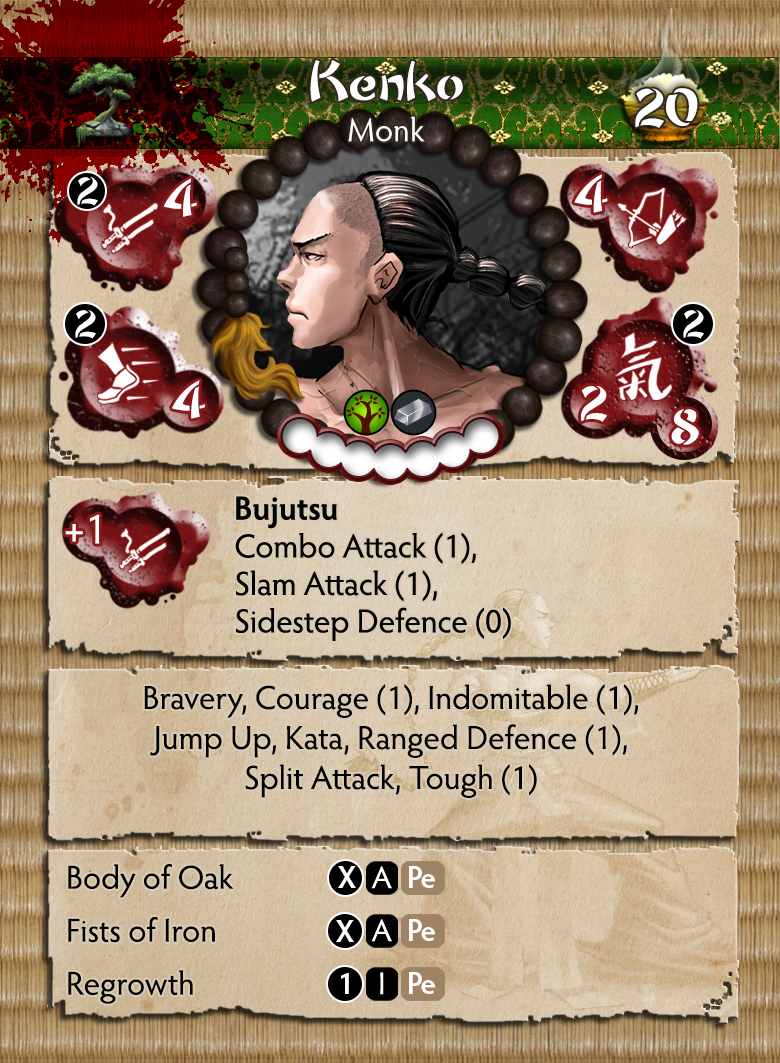 Kenko
20
Monk
2 4
4
2 4
氣
2
2 8
+1
Bujutsu
Combo Attack (1),
Slam Attack (1),
Sidestep Defence (0)
Bravery, Courage (1), Indomitable (1),
Jump Up, Kata, Ranged Defence (1),
Split Attack, Tough (1)
Body of Oak X A Pe
Fists of Iron X A Pe
Regrowth 1 I Pe